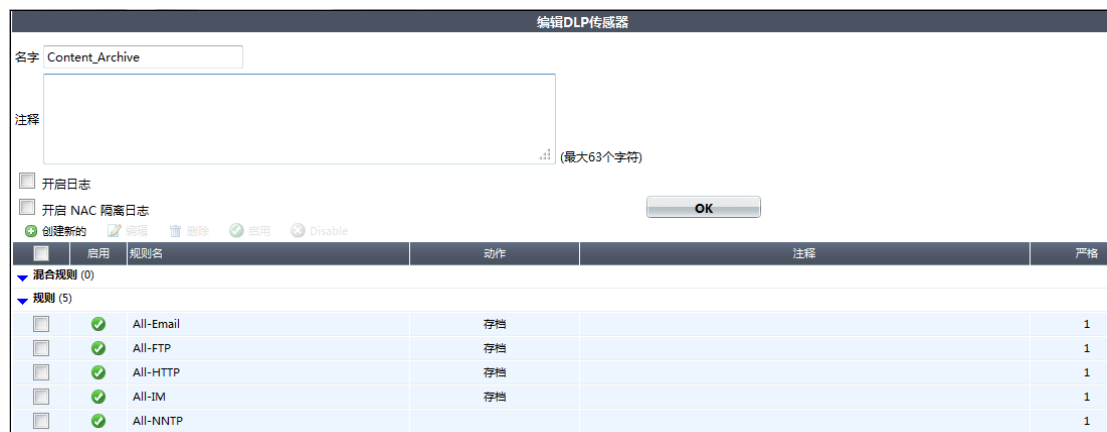 编辑DLP传感器
名字 Content_Archive
注释
(最大63个字符)
开启日志
开启 NAC 隔离日志
OK
创建新的 编辑 删除 启用 Disable
启用 规则名 动作 注释 严格
混合规则 (0)
规则 (5)
All-Email 存档 1
All-FTP 存档 1
All-HTTP 存档 1
All-IM 存档 1
All-NNTP 1